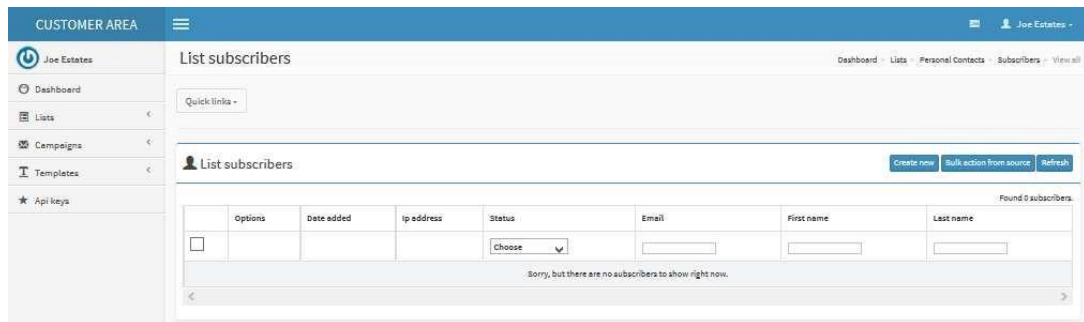 CUSTOMER AREA
Joe Estates -
Joe Estates
Dashboard
Lists
Campaigns
Templates
Api keys
List subscribers
Dashboard
Lists
Personal Contacts
Subscribers
View all
Quick links -
List subscribers
Create new
Bulk action from source
Refresh
Found 0 subscribers.
Options
Date added
Ip address
Status
Email
First name
Last name
Choose
Sorry, but there are no subscribers to show right now.